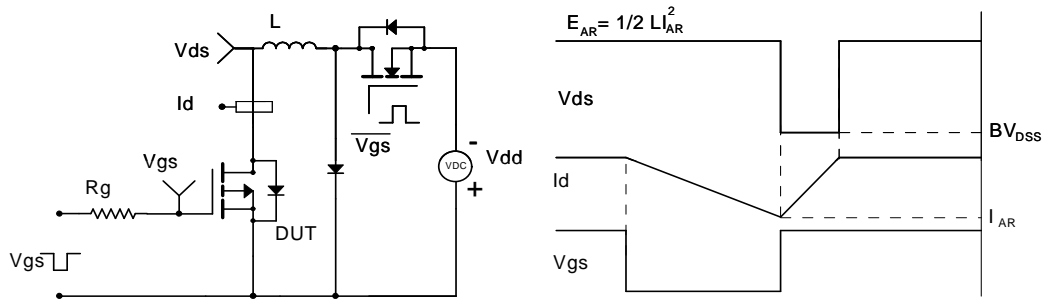 L
Vds
Id
Vgs
Rg
DUT
Vgs
Vgs
-
VDC
+
Vdd
E_AR= 1/2 LI_AR^2
Vds
BV_DSS
Id
I_AR
Vgs